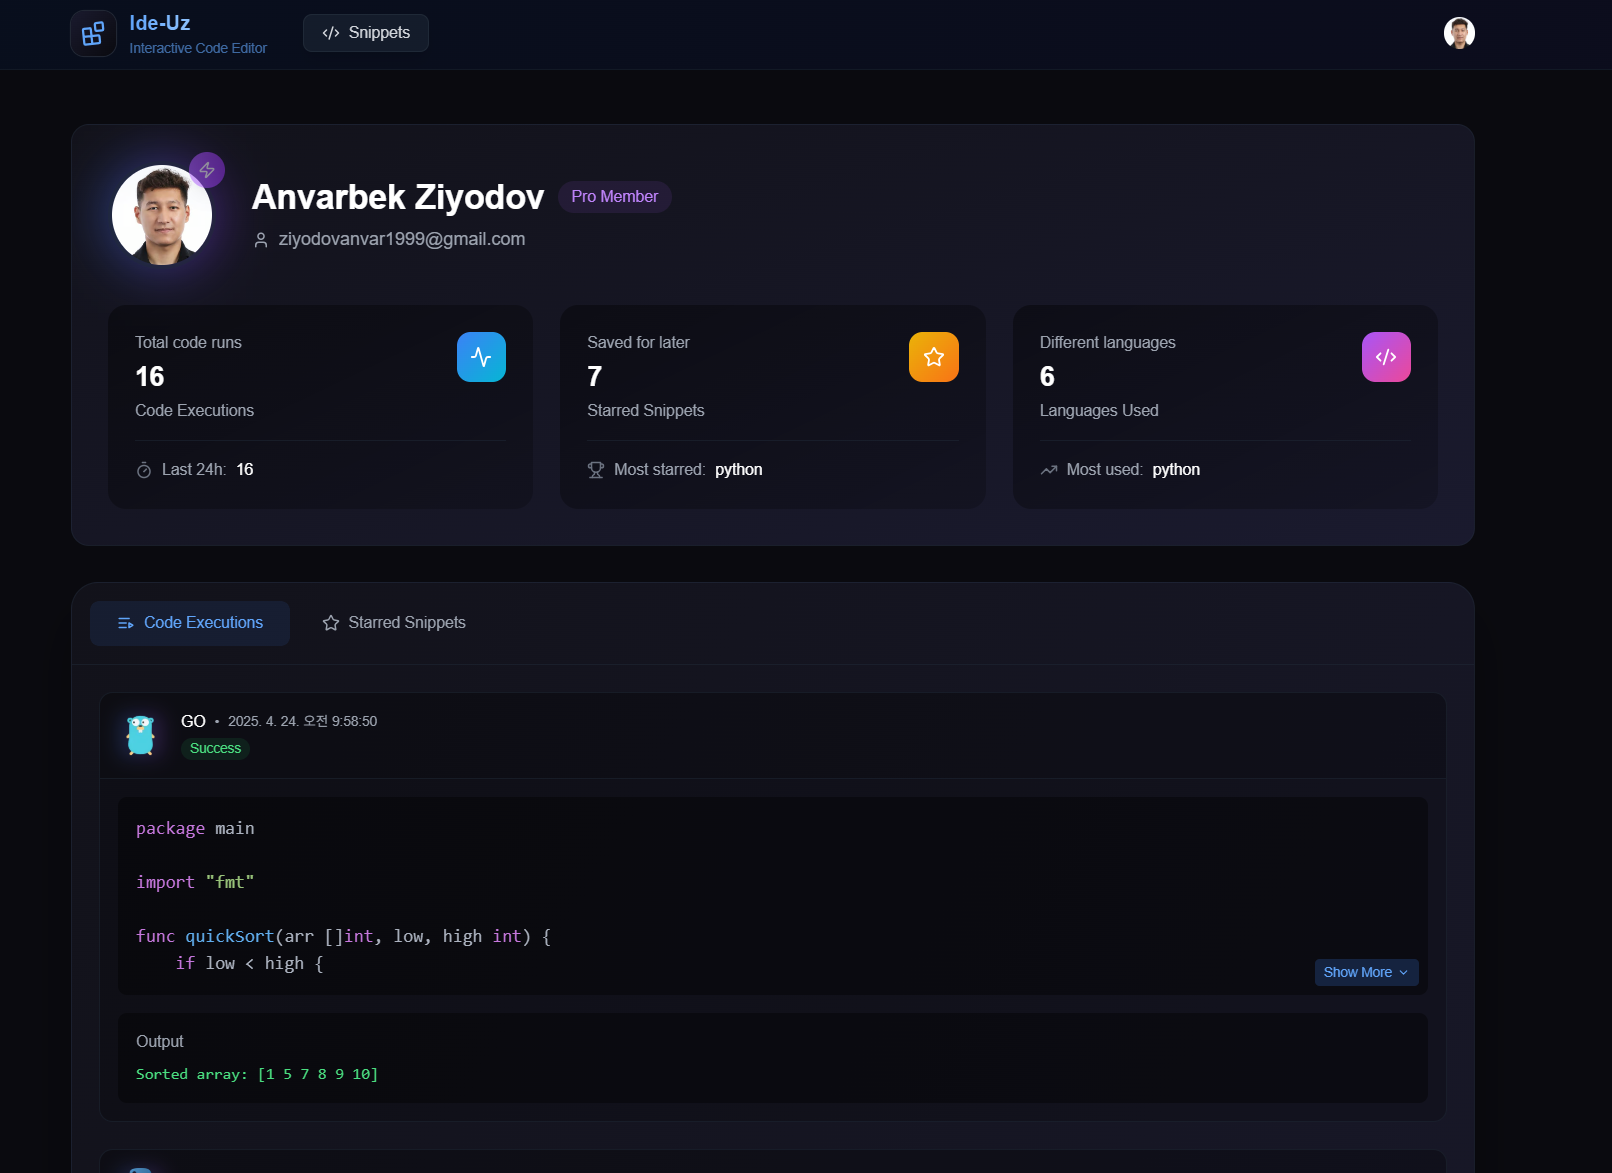 Ide-Uz
Interactive Code Editor
</> Snippets
Anvarbek Ziyodov
Pro Member
ziyodovanvar1999@gmail.com
Total code runs
16
Code Executions
Last 24h: 16
Saved for later
7
Starred Snippets
Most starred: python
Different languages
6
Languages Used
Most used: python
Code Executions
Starred Snippets
GO • 2025. 4. 24. 오전 9:58:50
Success
package main
import "fmt"
func quickSort(arr []int, low, high int) {
if low < high {
Show More
Output
Sorted array: [1 5 7 8 9 10]